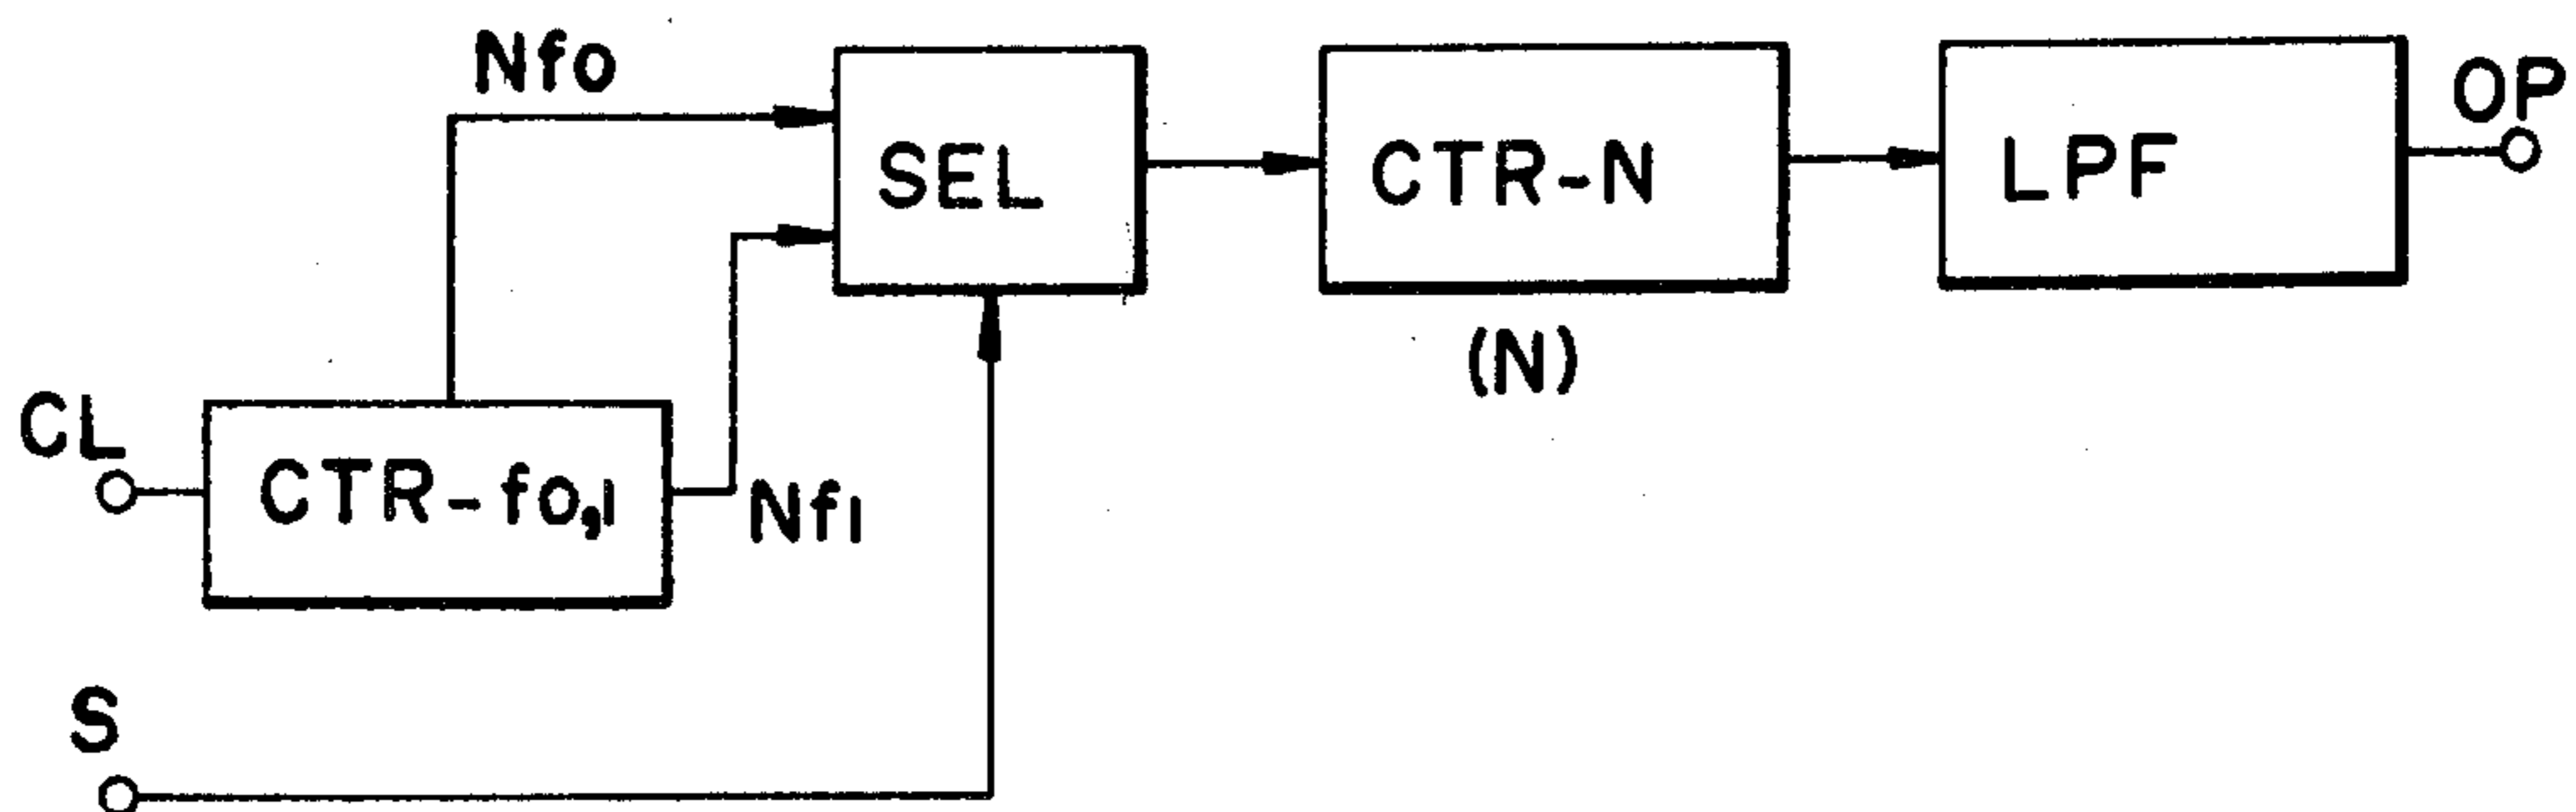 Nfo
SEL
CTR-N
LPF
OP
(N)
CL
CTR-fo,1
Nf1
S